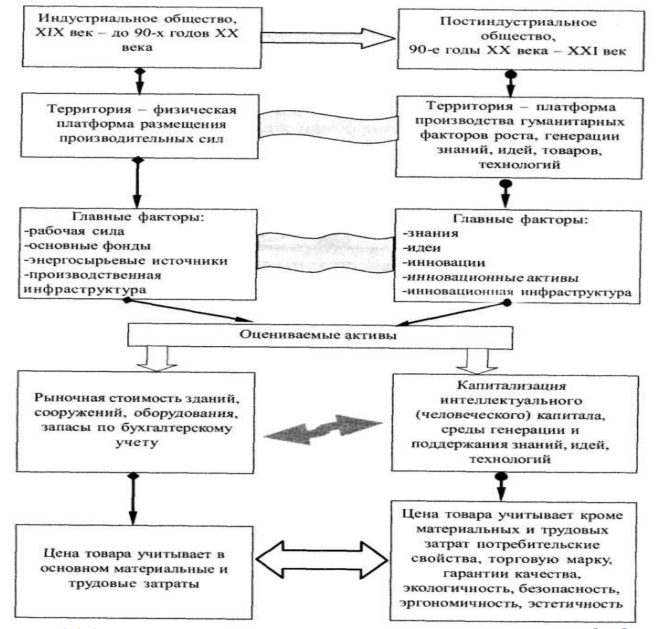 Индустриальное общество,
XIX век – до 90-х годов XX
века
Постиндустриальное
общество,
90-е годы XX века – XXI век
Территория – физическая
платформа размещения
производительных сил
Территория – платформа
производства гуманитарных
факторов роста, генерации
знаний, идей, товаров,
технологий
Главные факторы:
-рабочая сила
-основные фонды
-энергосырьевые источники
-производственная
инфраструктура
Главные факторы:
-знания
-идеи
-инновации
-инновационные активы
-инновационная инфраструктура
Оцениваемые активы
Рыночная стоимость зданий,
сооружений, оборудования,
запасы по бухгалтерскому
учету
Капитализация
интеллектуального
(человеческого) капитала,
среды генерации и
поддержания знаний, идей,
технологий
Цена товара учитывает в
основном материальные и
трудовые затраты
Цена товара учитывает кроме
материальных и трудовых
затрат потребительские
свойства, торговую марку,
гарантии качества,
экологичность, безопасность,
эргономичность, эстетичность